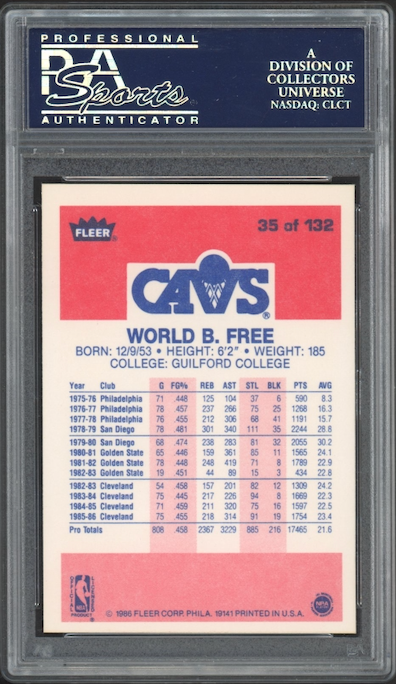 PROFESSIONAL
PSA
Sports
AUTHENTICATOR
A
DIVISION OF
COLLECTORS
UNIVERSE
NASDAQ: CLCT
FLEER
35 of 132
CAVS
WORLD B. FREE
BORN: 12/9/53 • HEIGHT: 6'2" • WEIGHT: 185
COLLEGE: GUILFORD COLLEGE
Year Club G FG% REB AST STL BLK PTS AVG
1975-76 Philadelphia 71 .448 125 104 37 6 590 8.3
1976-77 Philadelphia 78 .457 237 266 75 25 1268 16.3
1977-78 Philadelphia 76 .455 212 306 68 41 1191 15.7
1978-79 San Diego 78 .481 301 340 111 35 2244 28.8
1979-80 San Diego 68 .474 238 283 81 32 2055 30.2
1980-81 Golden State 65 .446 159 361 85 11 1565 24.1
1981-82 Golden State 78 .448 248 419 71 8 1789 22.9
1982-83 Golden State 19 .451 44 89 15 3 434 22.8
1982-83 Cleveland 54 .458 157 201 82 12 1309 24.2
1983-84 Cleveland 75 .445 217 226 94 8 1669 22.3
1984-85 Cleveland 71 .459 211 320 75 16 1597 22.5
1985-86 Cleveland 75 .455 218 314 91 19 1754 23.4
Pro Totals 808 .458 2367 3229 885 216 17465 21.6
© 1986 FLEER CORP. PHILA. 19141 PRINTED IN U.S.A.